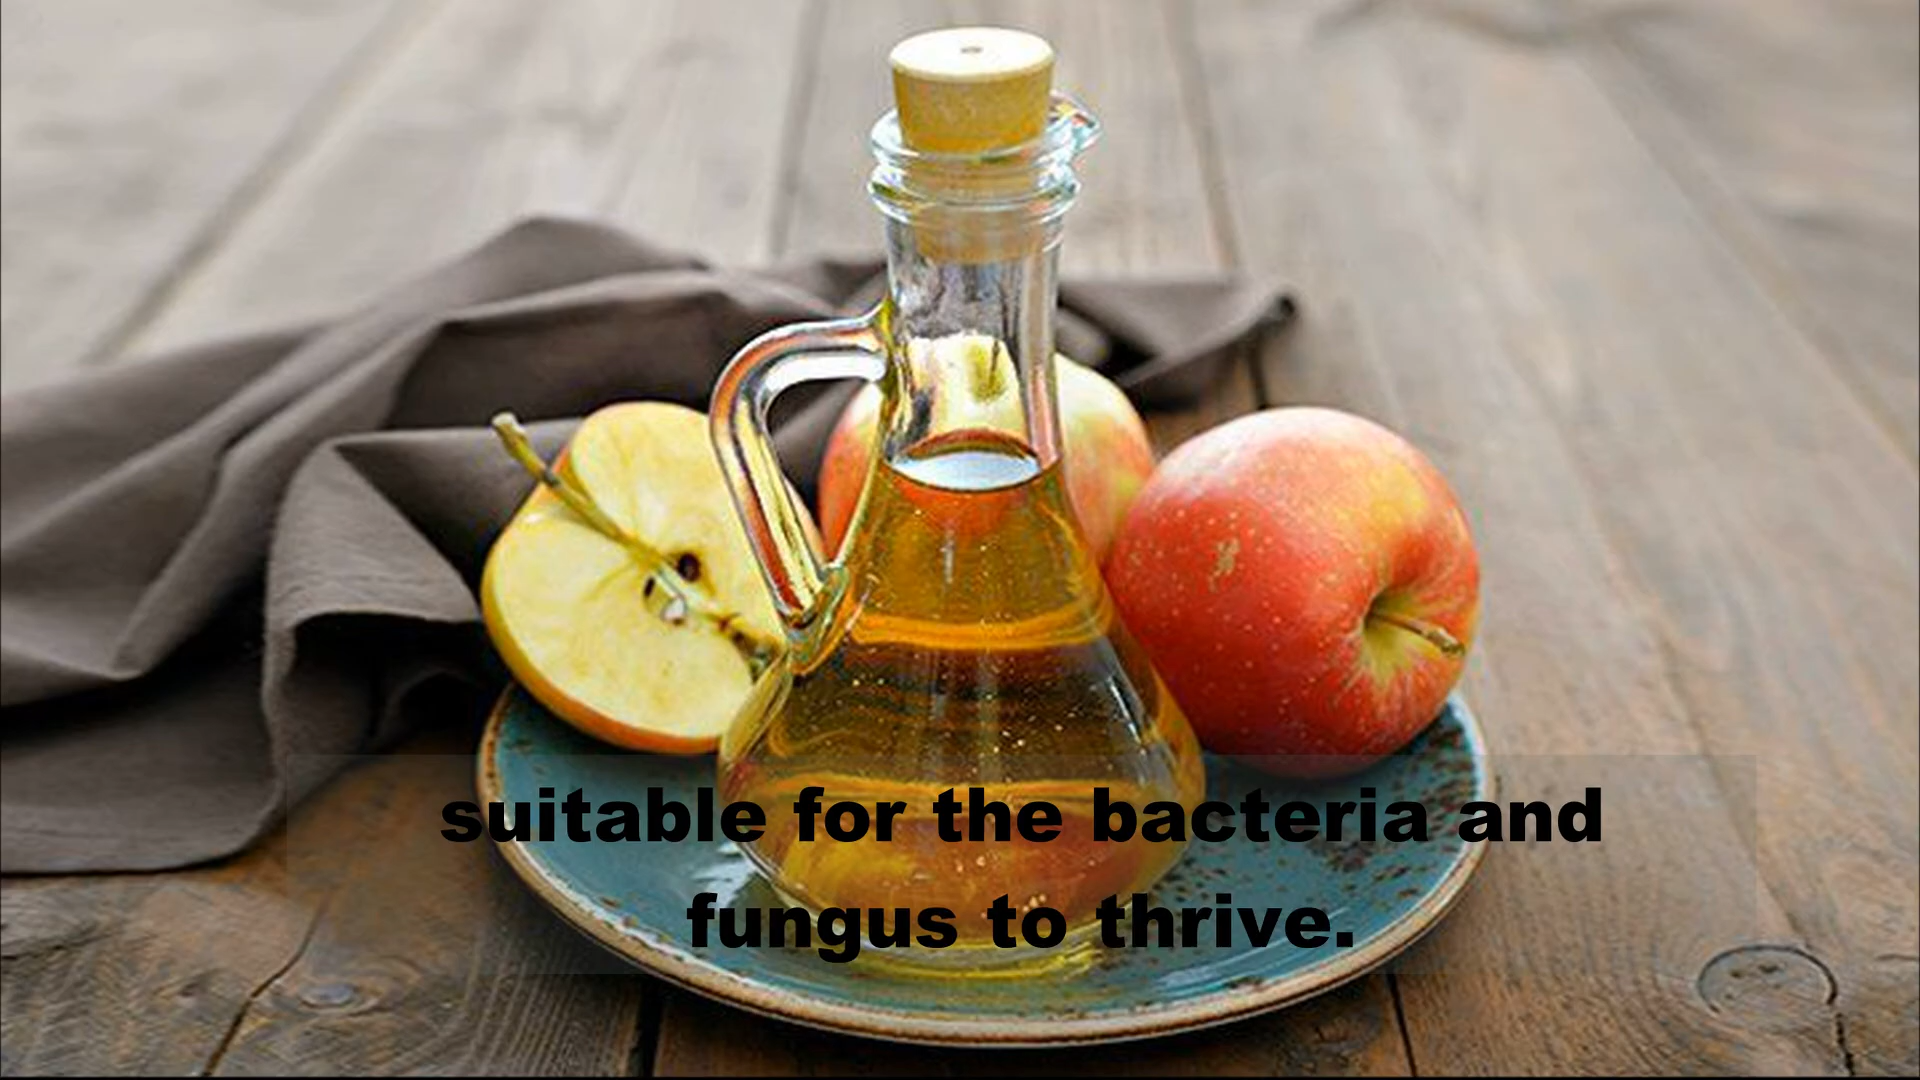 suitable for the bacteria and
fungus to thrive.